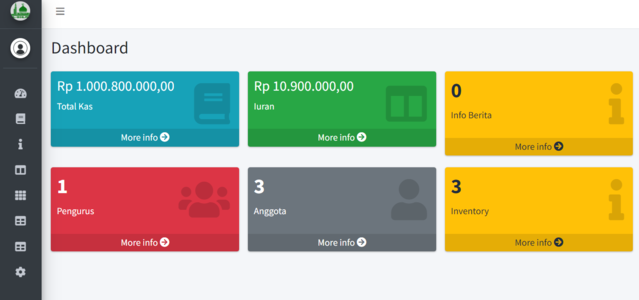 Dashboard
Rp 1.000.800.000,00
Total Kas
More info
Rp 10.900.000,00
Iuran
More info
0
Info Berita
More info
1
Pengurus
More info
3
Anggota
More info
3
Inventory
More info